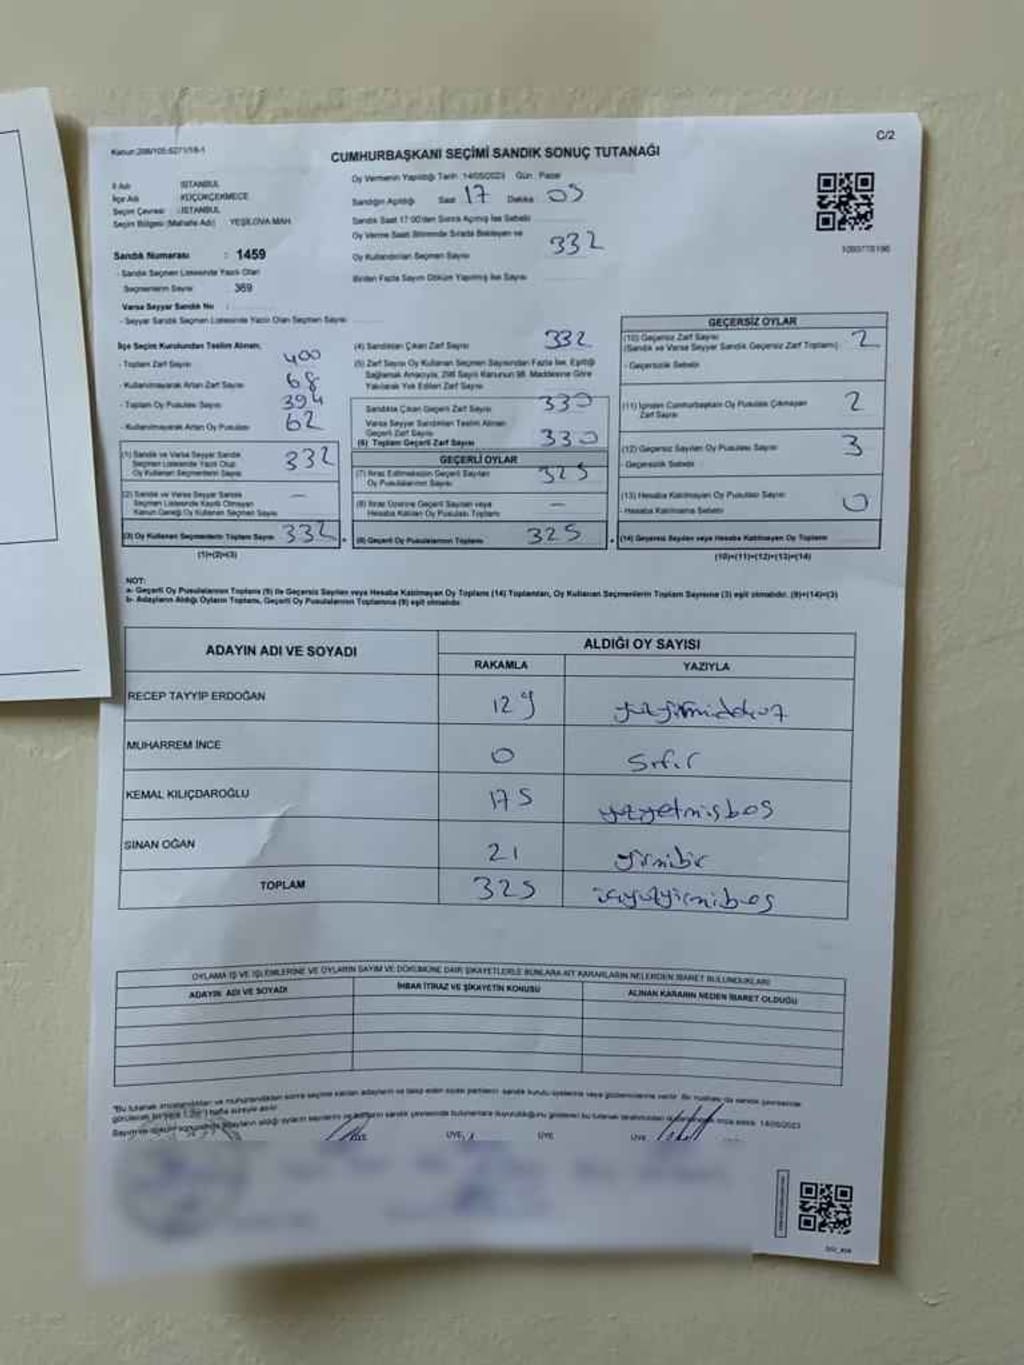 C/2
Kanun:298/105:6271/18-1
CUMHURBAŞKANI SEÇİMİ SANDIK SONUÇ TUTANAĞI
İl Adı : İSTANBUL
İlçe Adı : KÜÇÜKÇEKMECE
Seçim Çevresi : İSTANBUL
Seçim Bölgesi (Mahalle Adı) : YEŞİLOVA MAH.
Sandık Numarası : 1459
- Sandık Seçmen Listesinde Yazılı Olan
Seçmenlerin Sayısı : 369
Varsa Seyyar Sandık No :
- Seyyar Sandık Seçmen Listesinde Yazılı Olan Seçmen Sayısı
Oy Vermenin Yapıldığı Tarih :14/05/2023 Gün : Pazar
Sandığın Açıldığı Saat 17 Dakika 05
Sandık Saat 17:00'den Sonra Açılmış İse Sebebi
Oy Verme Saati Bitiminde Sırada Bekleyen ve
Oy Kullandırılan Seçmen Sayısı 332
Birden Fazla Sayım Döküm Yapılmış İse Sayısı
İlçe Seçim Kurulundan Teslim Alınan;
- Toplam Zarf Sayısı 400
- Kullanılmayarak Artan Zarf Sayısı 68
- Toplam Oy Pusulası Sayısı 394
- Kullanılmayarak Artan Oy Pusulası 62
(1) Sandık ve Varsa Seyyar Sandık
Seçmen Listesinde Yazılı Olup
Oy Kullanan Seçmenlerin Sayısı 332
(2) Sandık ve Varsa Seyyar Sandık
Seçmen Listesinde Kayıtlı Olmayan
Kanun Gereği Oy Kullanan Seçmen Sayısı —
(3) Oy Kullanan Seçmenlerin Toplam Sayısı 332
(1)+(2)=(3)
(4) Sandıktan Çıkan Zarf Sayısı 332
(5) Zarf Sayısı Oy Kullanan Seçmen Sayısından Fazla İse, Eşitliği
Sağlamak Amacıyla, 298 Sayılı Kanunun 98. Maddesine Göre
Yakılarak Yok Edilen Zarf Sayısı
Sandıkta Çıkan Geçerli Zarf Sayısı 330
Varsa Seyyar Sandıktan Teslim Alınan
Geçerli Zarf Sayısı
(6) Toplam Geçerli Zarf Sayısı 330
GEÇERLİ OYLAR
(7) İtiraz Edilmeksizin Geçerli Sayılan
Oy Pusulalarının Sayısı 325
(8) İtiraz Üzerine Geçerli Sayılan veya
Hesaba Katılan Oy Pusulası Toplamı —
(9) Geçerli Oy Pusulalarının Toplamı 325
GEÇERSİZ OYLAR
(10) Geçersiz Zarf Sayısı 2
(Sandık ve Varsa Seyyar Sandık Geçersiz Zarf Toplamı)
- Geçersizlik Sebebi
(11) İçinden Cumhurbaşkanı Oy Pusulası Çıkmayan
Zarf Sayısı 2
(12) Geçersiz Sayılan Oy Pusulası Sayısı 3
- Geçersizlik Sebebi
(13) Hesaba Katılmayan Oy Pusulası Sayısı 0
- Hesaba Katılmama Sebebi
(14) Geçersiz Sayılan veya Hesaba Katılmayan Oy Toplamı
(10)+(11)+(12)+(13)=(14)
NOT:
a- Geçerli Oy Pusulalarının Toplamı (9) ile Geçersiz Sayılan veya Hesaba Katılmayan Oy Toplamı (14) Toplamları, Oy Kullanan Seçmenlerin Toplam Sayısına (3) eşit olmalıdır. (9)+(14)=(3)
b- Adayların Aldığı Oyların Toplamı, Geçerli Oy Pusulalarının Toplamına (9) eşit olmalıdır.
ADAYIN ADI VE SOYADI
ALDIĞI OY SAYISI
RAKAMLA YAZIYLA
RECEP TAYYİP ERDOĞAN 129 yüzyirmidokuz
MUHARREM İNCE 0 Sıfır
KEMAL KILIÇDAROĞLU 175 yüzyetmişbeş
SİNAN OĞAN 21 yirmibir
TOPLAM 325 üçyüzyirmibeş
OYLAMA İŞ VE İŞLEMLERİNE VE OYLARIN SAYIM VE DÖKÜMÜNE DAİR ŞİKAYETLERLE BUNLARA AİT KARARLARIN NELERDEN İBARET BULUNDUKLARI
ADAYIN ADI VE SOYADI
İHBAR İTİRAZ VE ŞİKAYETİN KONUSU
ALINAN KARARIN NEDEN İBARET OLDUĞU
ÜYE ÜYE ÜYE